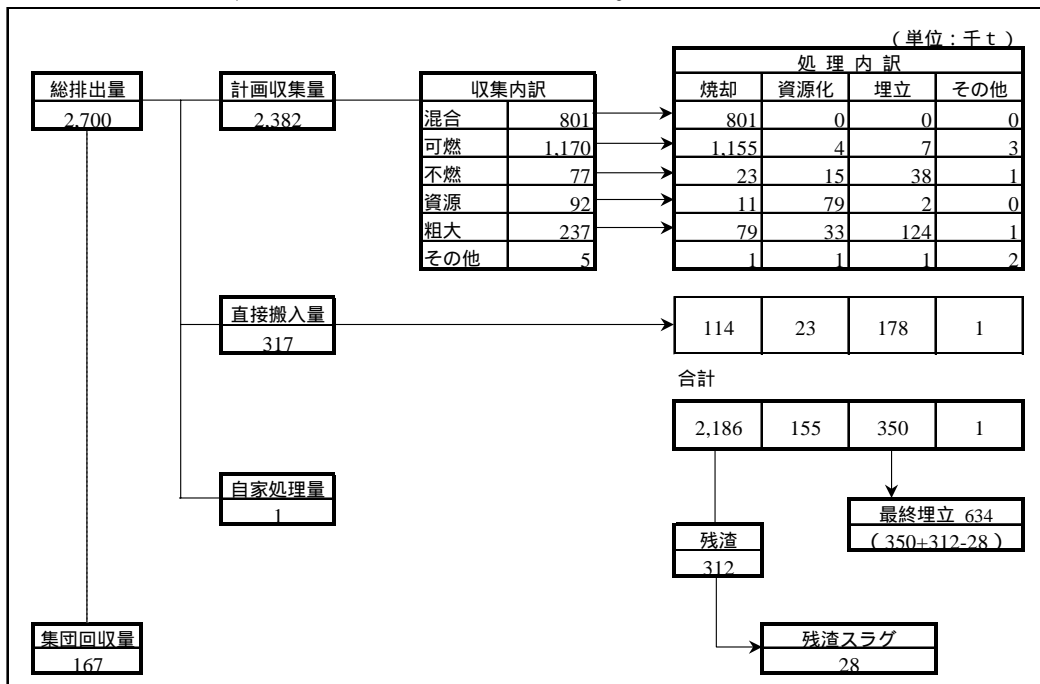 （単位：千ｔ）
処 理 内 訳
総排出量 計画収集量 収集内訳 焼却 資源化 埋立 その他
2,700 2,382
混合 801 801 0 0 0
可燃 1,170 1,155 4 7 3
不燃 77 23 15 38 1
資源 92 11 79 2 0
粗大 237 79 33 124 1
その他 5 1 1 1 2
直接搬入量
317
114 23 178 1
合計
2,186 155 350 1
自家処理量
1
最終埋立 634
（350+312-28）
残渣
312
集団回収量
167
残渣スラグ
28